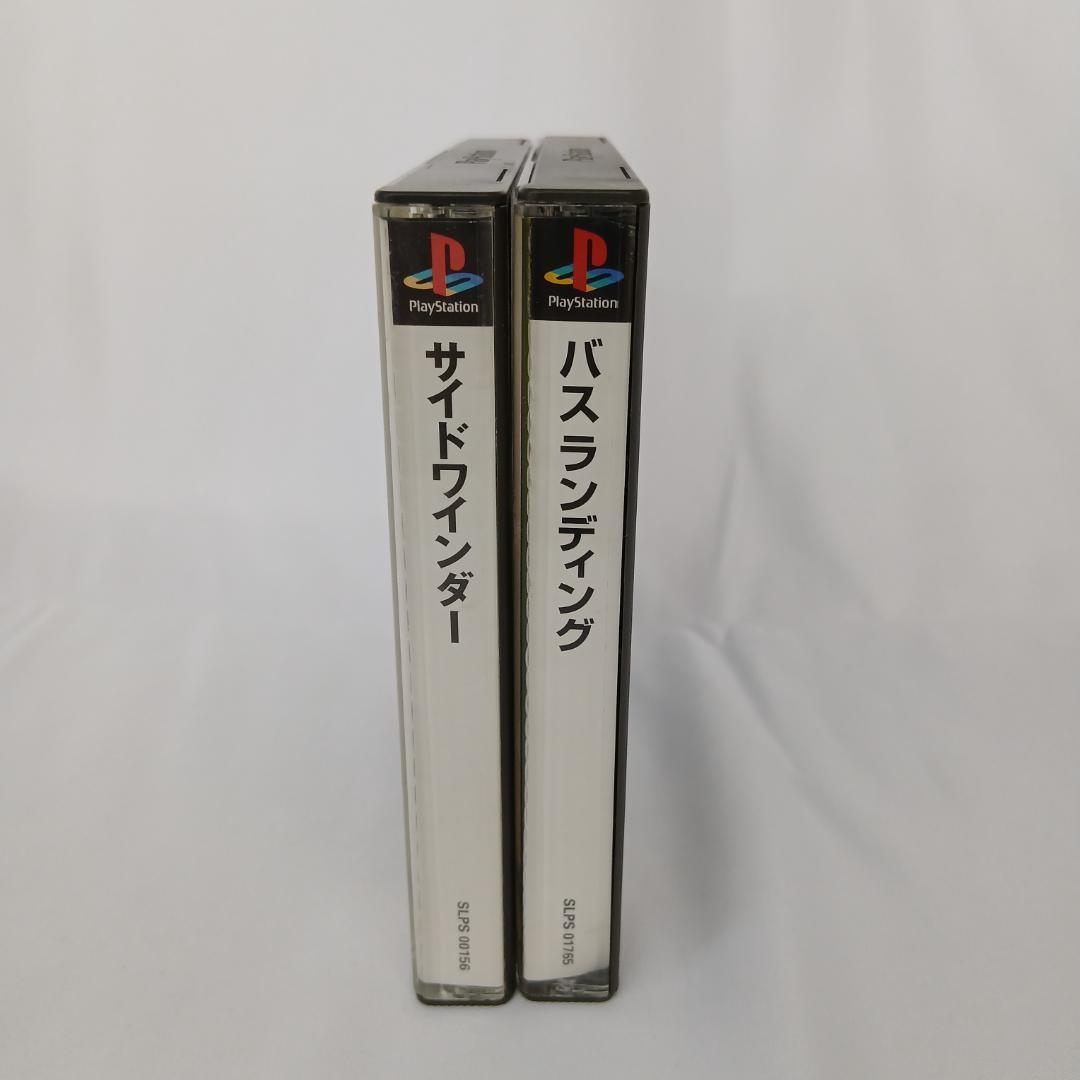 PlayStation
サイドワインダー
SLPS 00156
PlayStation
バス ランディング
SLPS 01765